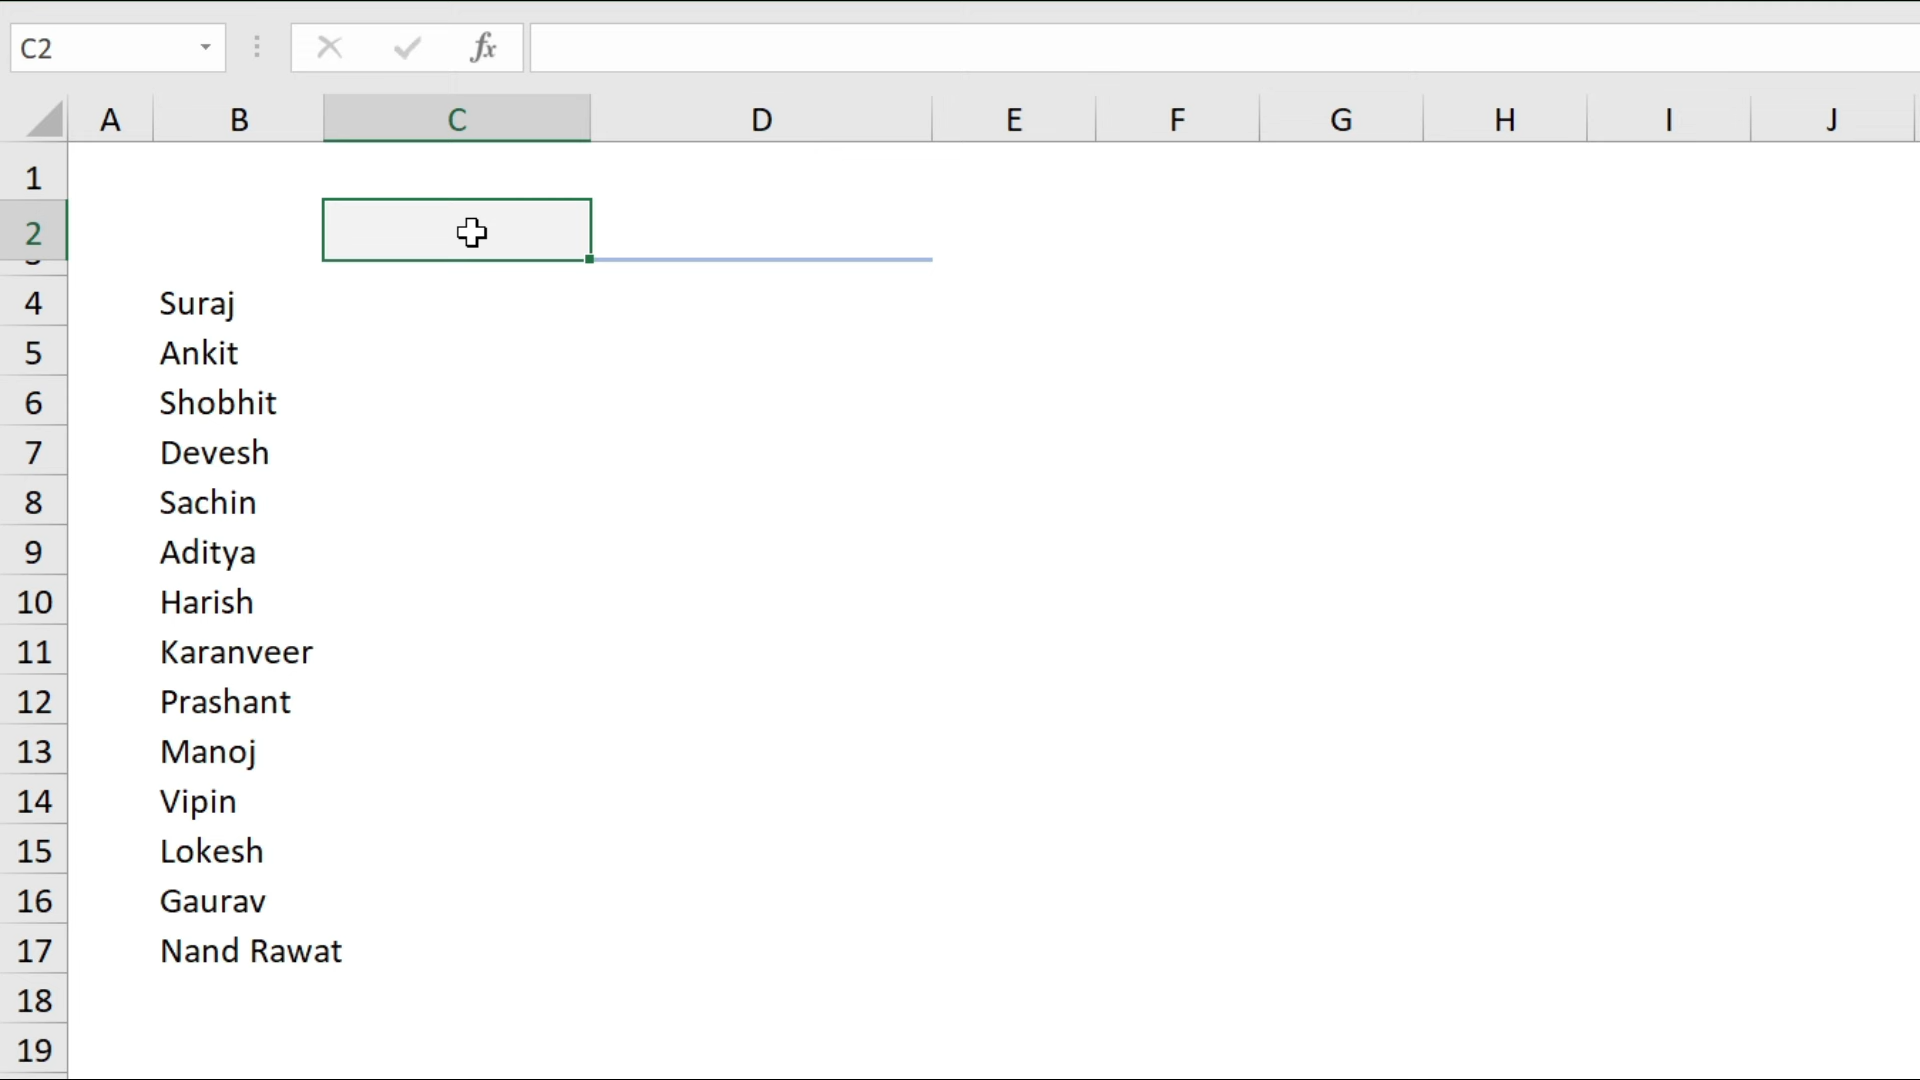 C2 fx
A B C D E F G H I J
1
2
3
4 Suraj
5 Ankit
6 Shobhit
7 Devesh
8 Sachin
9 Aditya
10 Harish
11 Karanveer
12 Prashant
13 Manoj
14 Vipin
15 Lokesh
16 Gaurav
17 Nand Rawat
18
19